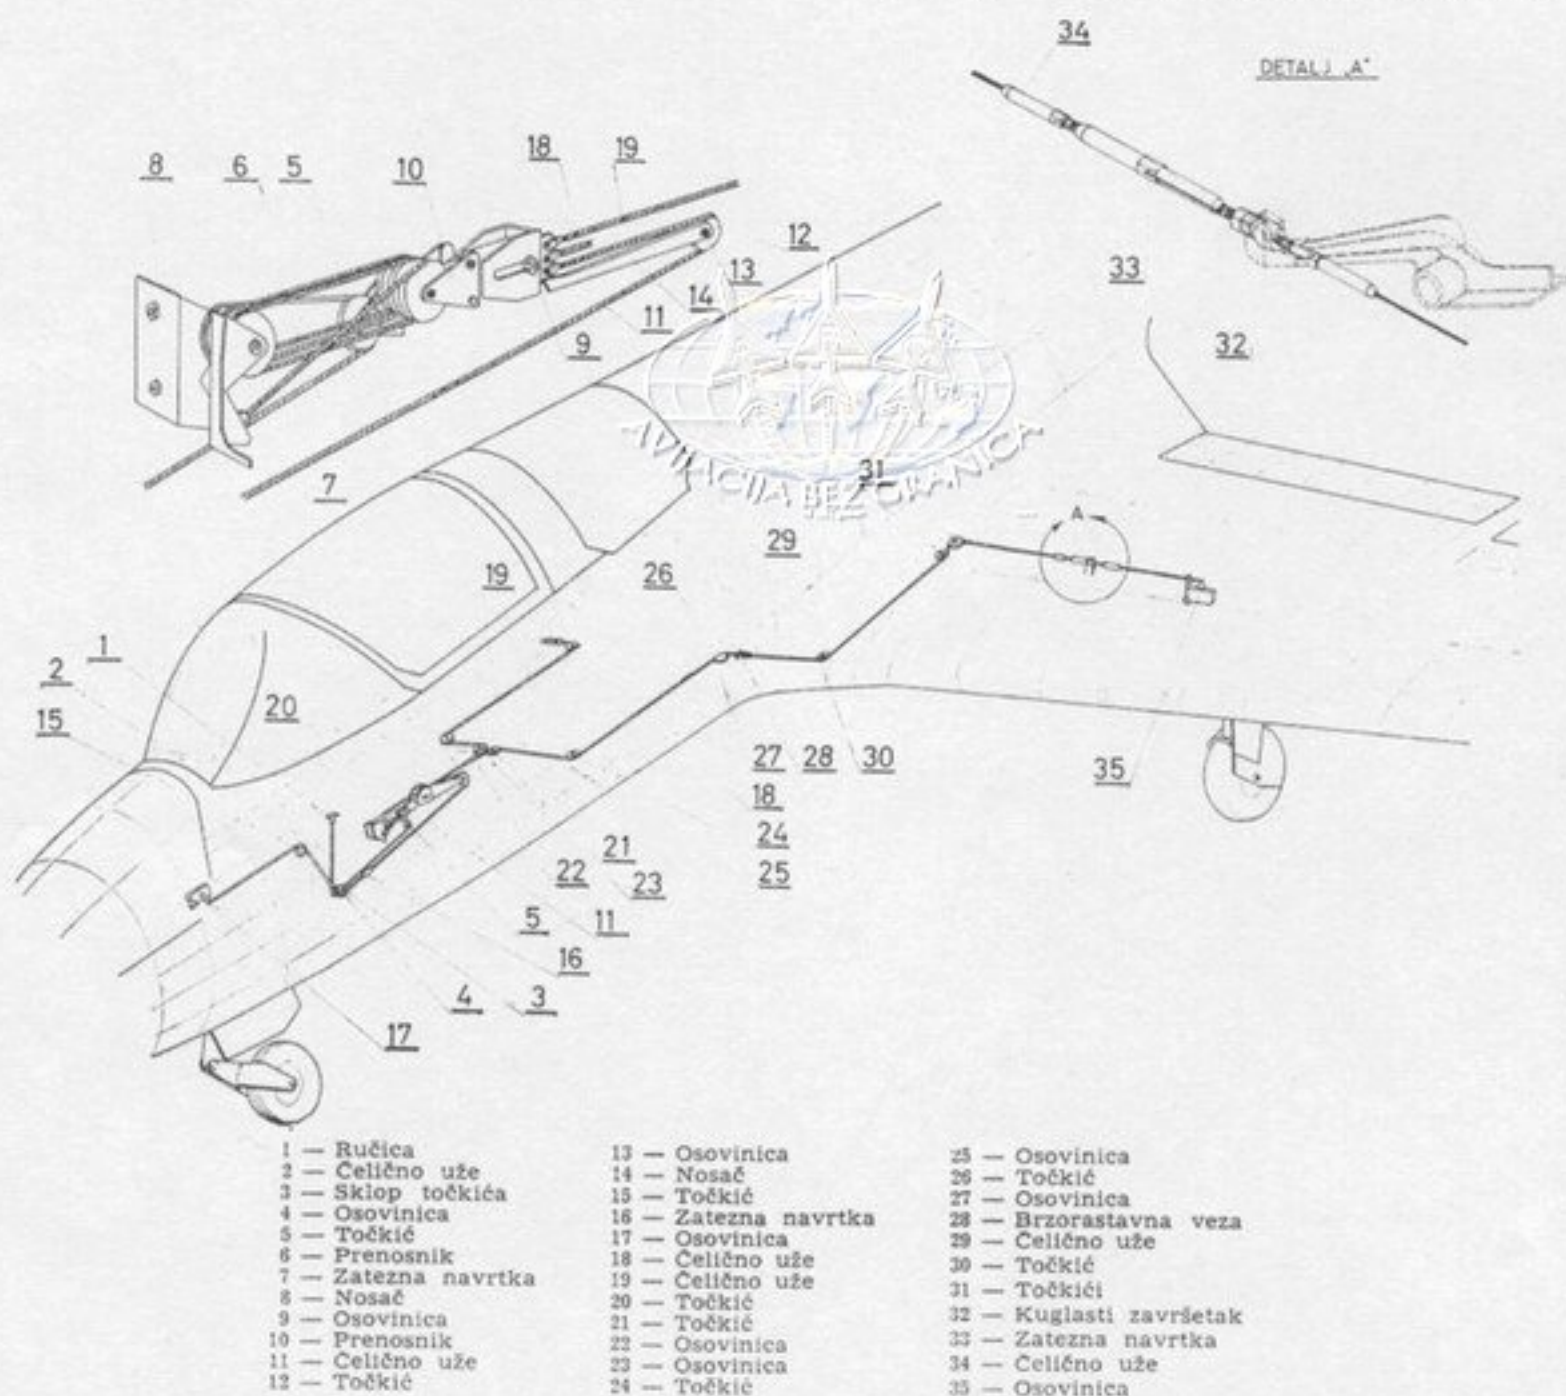 34
DETALJ „A"
8 6 5 10 18 19
12
13
14
11
9
33
32
7
31
29
19
26
A
1
2
15
20
27 28 30
35
18
24
25
21
22 23
5 11
16
4 3
17
AVIJACIJA BEZ GRANICA
1 — Ručica
2 — Čelično uže
3 — Sklop točkića
4 — Osovinica
5 — Točkić
6 — Prenosnik
7 — Zatezna navrtka
8 — Nosač
9 — Osovinica
10 — Prenosnik
11 — Čelično uže
12 — Točkić
13 — Osovinica
14 — Nosač
15 — Točkić
16 — Zatezna navrtka
17 — Osovinica
18 — Čelično uže
19 — Čelično uže
20 — Točkić
21 — Točkić
22 — Osovinica
23 — Osovinica
24 — Točkić
25 — Osovinica
26 — Točkić
27 — Osovinica
28 — Brzorastavna veza
29 — Čelično uže
30 — Točkić
31 — Točkići
32 — Kuglasti završetak
33 — Zatezna navrtka
34 — Čelično uže
35 — Osovinica